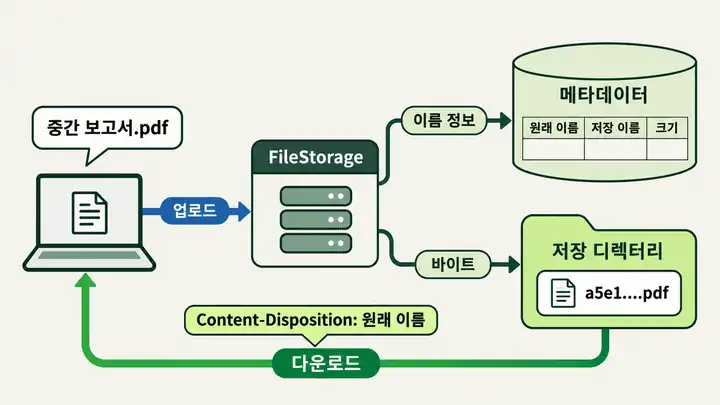 중간 보고서.pdf
업로드
FileStorage
이름 정보
메타데이터
원래 이름 저장 이름 크기
바이트
저장 디렉터리
a5e1....pdf
Content-Disposition: 원래 이름
다운로드